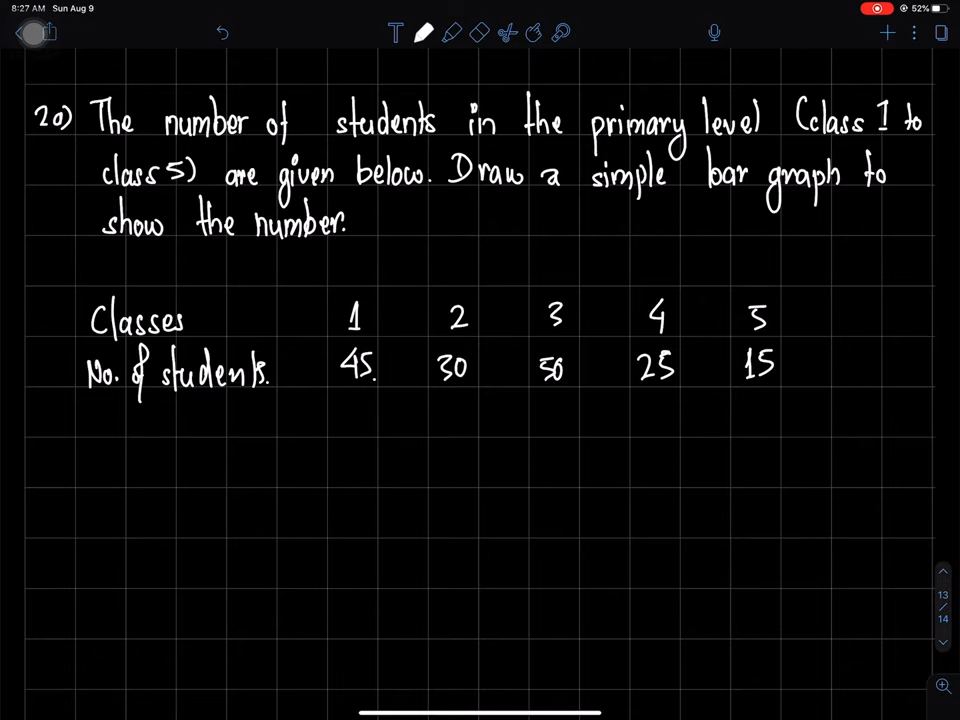 8:27 AM Sun Aug 9 52%
2a) The number of students in the primary level (class 1 to
class 5) are given below. Draw a simple bar graph to
show the number.
Classes 1 2 3 4 5
No. of students. 45. 30 50 25 15
13
/
14